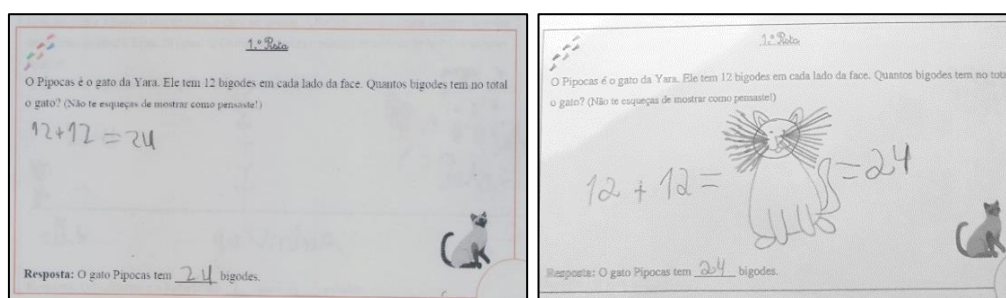 1.ª Rota
O Pipocas é o gato da Yara. Ele tem 12 bigodes em cada lado da face. Quantos bigodes tem no total
o gato? (Não te esqueças de mostrar como pensaste!)
12+12=24
Resposta: O gato Pipocas tem 24 bigodes.
1.ª Rota
O Pipocas é o gato da Yara. Ele tem 12 bigodes em cada lado da face. Quantos bigodes tem no tota
o gato? (Não te esqueças de mostrar como pensaste!)
12 + 12 = = 24
Resposta: O gato Pipocas tem 24 bigodes.